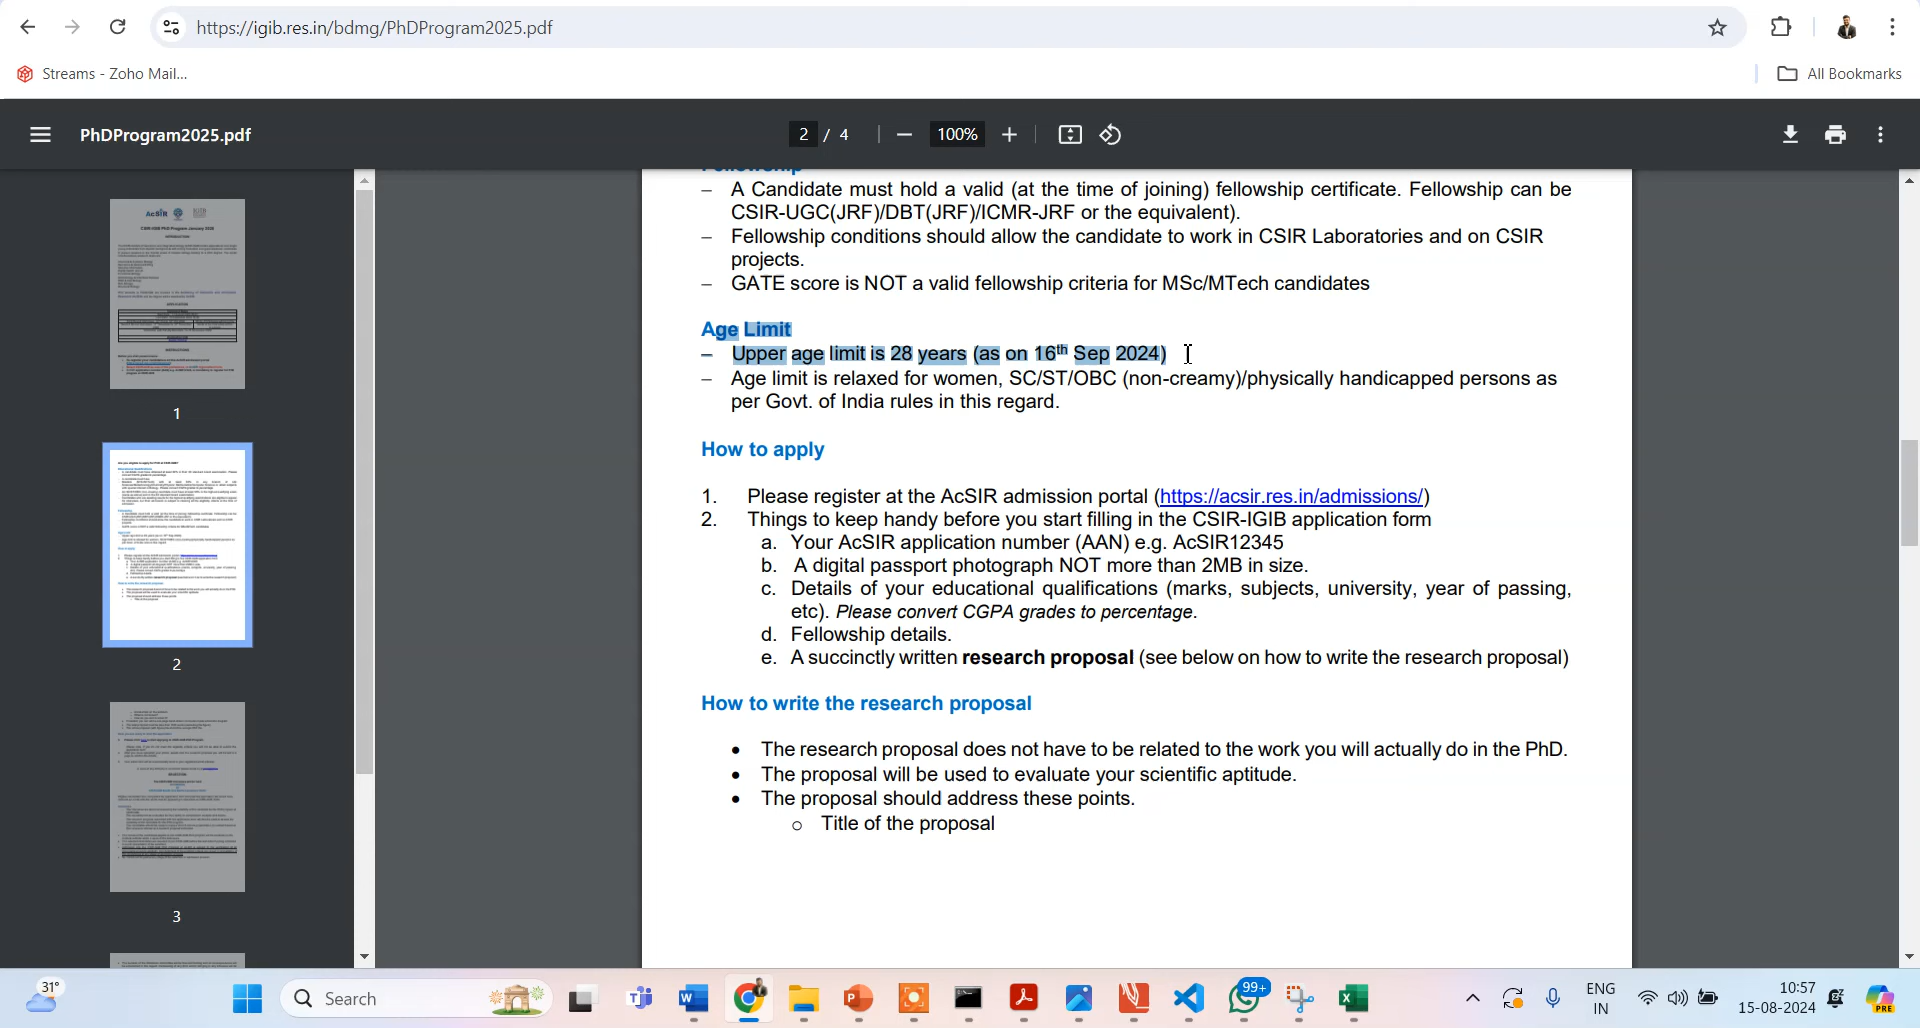 https://igib.res.in/bdmg/PhDProgram2025.pdf
Streams - Zoho Mail...
All Bookmarks
PhDProgram2025.pdf
2 / 4
100%
1
2
3
Fellowship
– A Candidate must hold a valid (at the time of joining) fellowship certificate. Fellowship can be
CSIR-UGC(JRF)/DBT(JRF)/ICMR-JRF or the equivalent).
– Fellowship conditions should allow the candidate to work in CSIR Laboratories and on CSIR
projects.
– GATE score is NOT a valid fellowship criteria for MSc/MTech candidates
Age Limit
– Upper age limit is 28 years (as on 16th Sep 2024)
– Age limit is relaxed for women, SC/ST/OBC (non-creamy)/physically handicapped persons as
per Govt. of India rules in this regard.
How to apply
1. Please register at the AcSIR admission portal (https://acsir.res.in/admissions/)
2. Things to keep handy before you start filling in the CSIR-IGIB application form
a. Your AcSIR application number (AAN) e.g. AcSIR12345
b. A digital passport photograph NOT more than 2MB in size.
c. Details of your educational qualifications (marks, subjects, university, year of passing,
etc). Please convert CGPA grades to percentage.
d. Fellowship details.
e. A succinctly written research proposal (see below on how to write the research proposal)
How to write the research proposal
• The research proposal does not have to be related to the work you will actually do in the PhD.
• The proposal will be used to evaluate your scientific aptitude.
• The proposal should address these points.
o Title of the proposal
31°
Search
99+
ENG
IN
10:57
15-08-2024
PRE